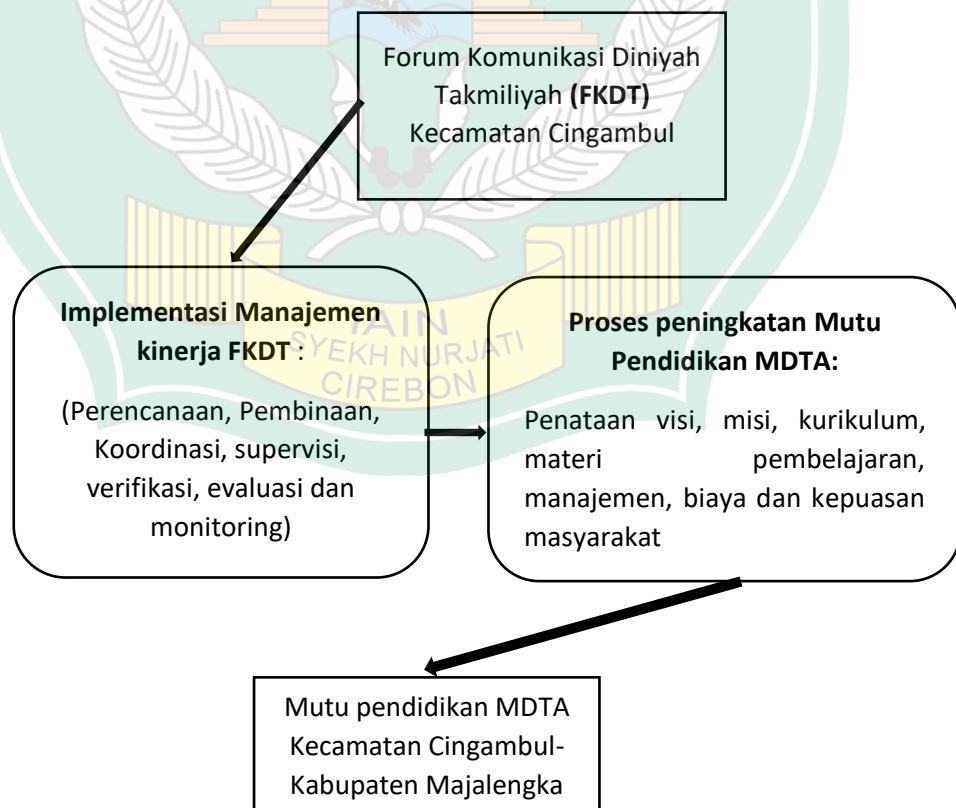 Forum Komunikasi Diniyah
Takmiliyah (FKDT)
Kecamatan Cingambul
Implementasi Manajemen
kinerja FKDT :
(Perencanaan, Pembinaan,
Koordinasi, supervisi,
verifikasi, evaluasi dan
monitoring)
Proses peningkatan Mutu
Pendidikan MDTA:
Penataan visi, misi, kurikulum,
materi pembelajaran,
manajemen, biaya dan kepuasan
masyarakat
IAIN
SYEKH NURJATI
CIREBON
Mutu pendidikan MDTA
Kecamatan Cingambul-
Kabupaten Majalengka